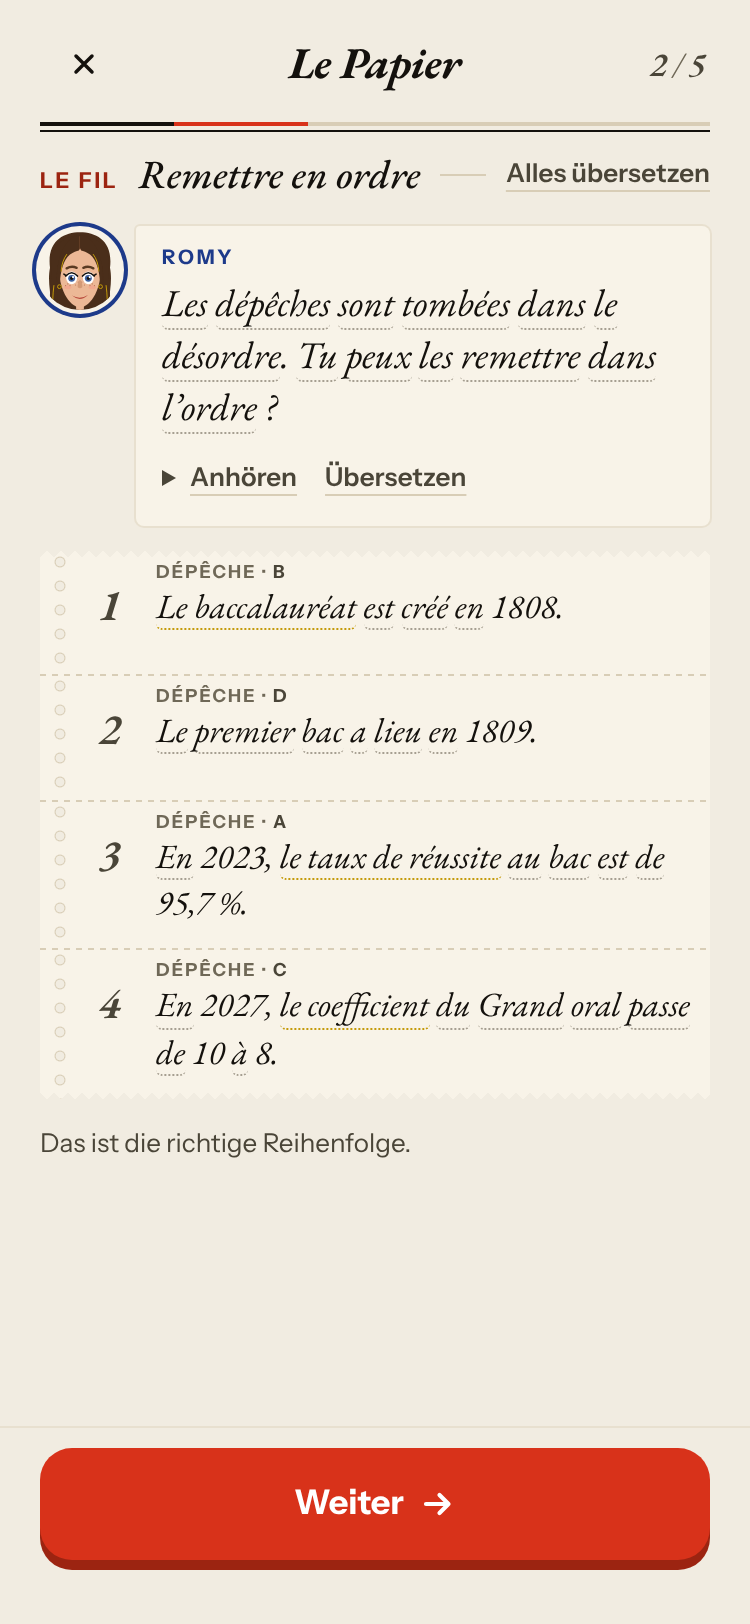 Le Papier
2 / 5
LE FIL Remettre en ordre Alles übersetzen
ROMY
Les dépêches sont tombées dans le
désordre. Tu peux les remettre dans
l’ordre ?
Anhören Übersetzen
DÉPÊCHE · B
1 Le baccalauréat est créé en 1808.
DÉPÊCHE · D
2 Le premier bac a lieu en 1809.
DÉPÊCHE · A
3 En 2023, le taux de réussite au bac est de
95,7 %.
DÉPÊCHE · C
4 En 2027, le coefficient du Grand oral passe
de 10 à 8.
Das ist die richtige Reihenfolge.
Weiter →